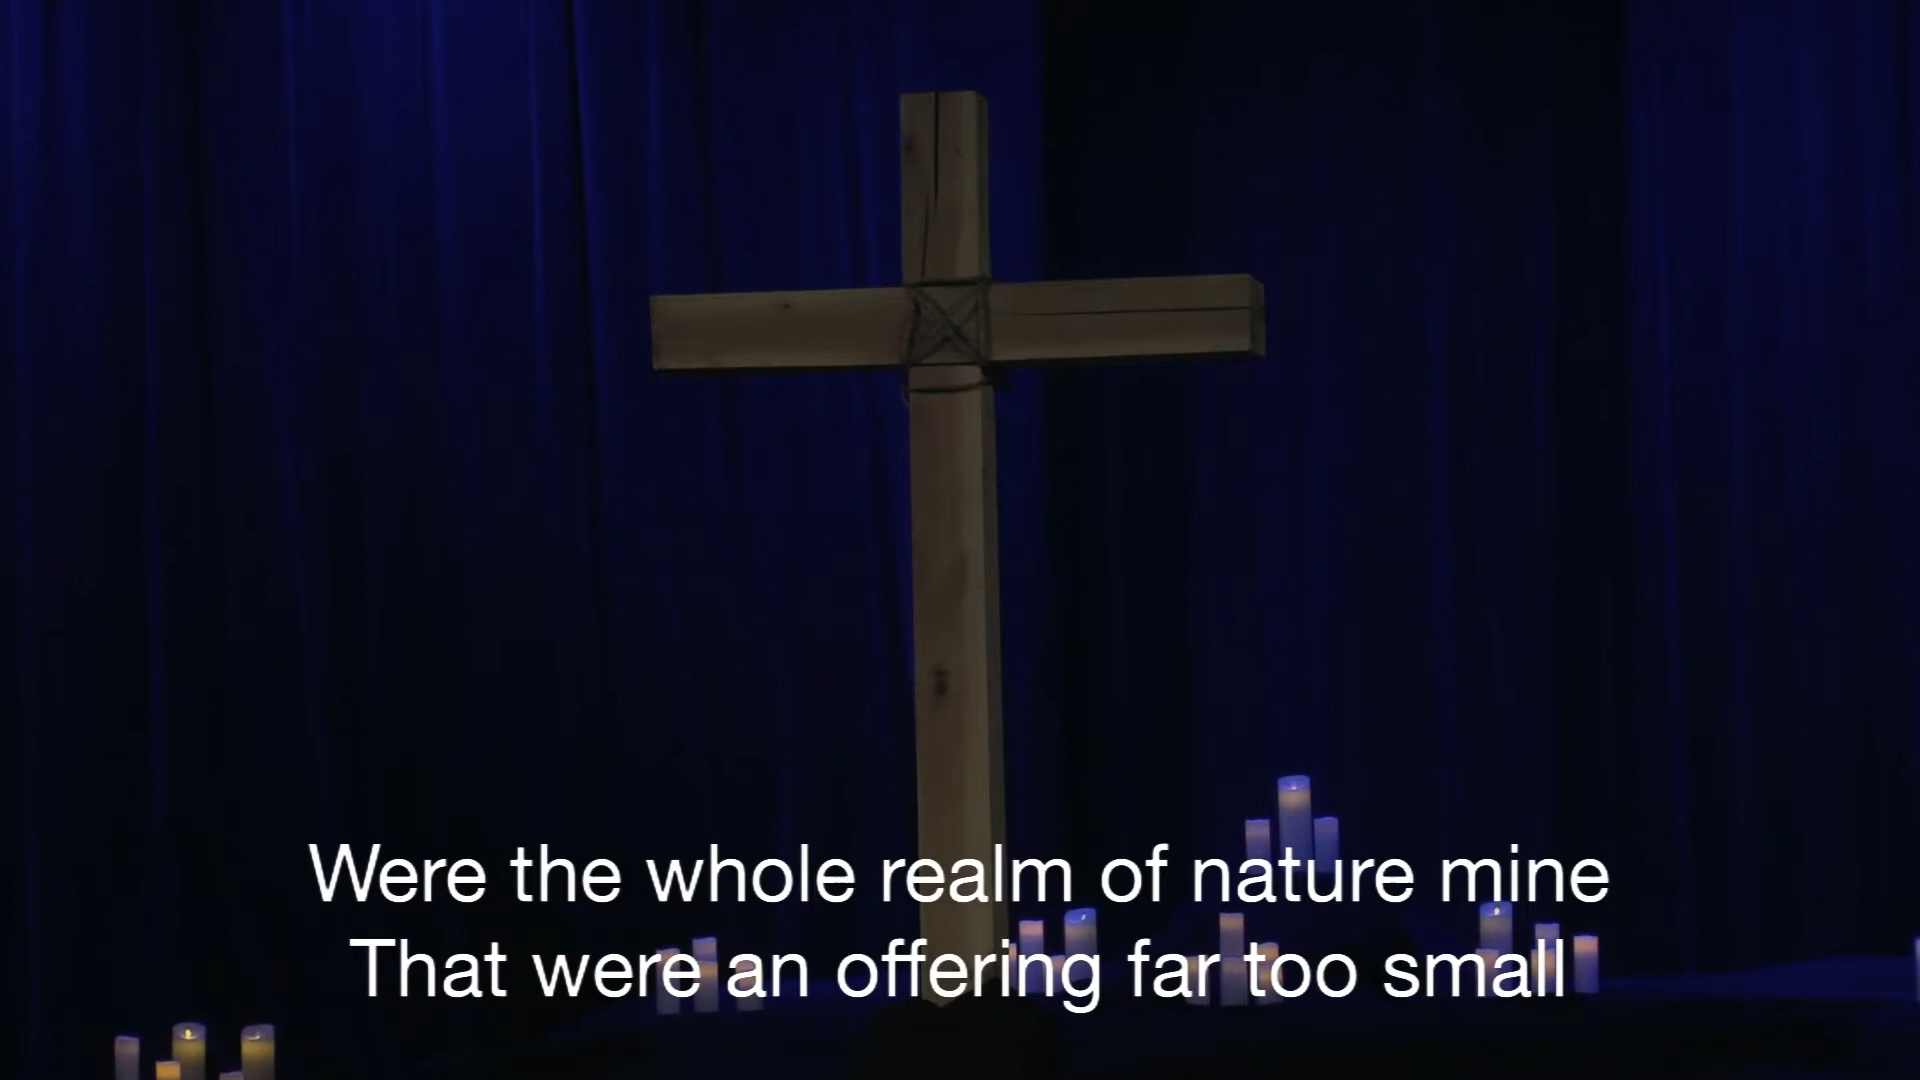 Were the whole realm of nature mine
That were an offering far too small